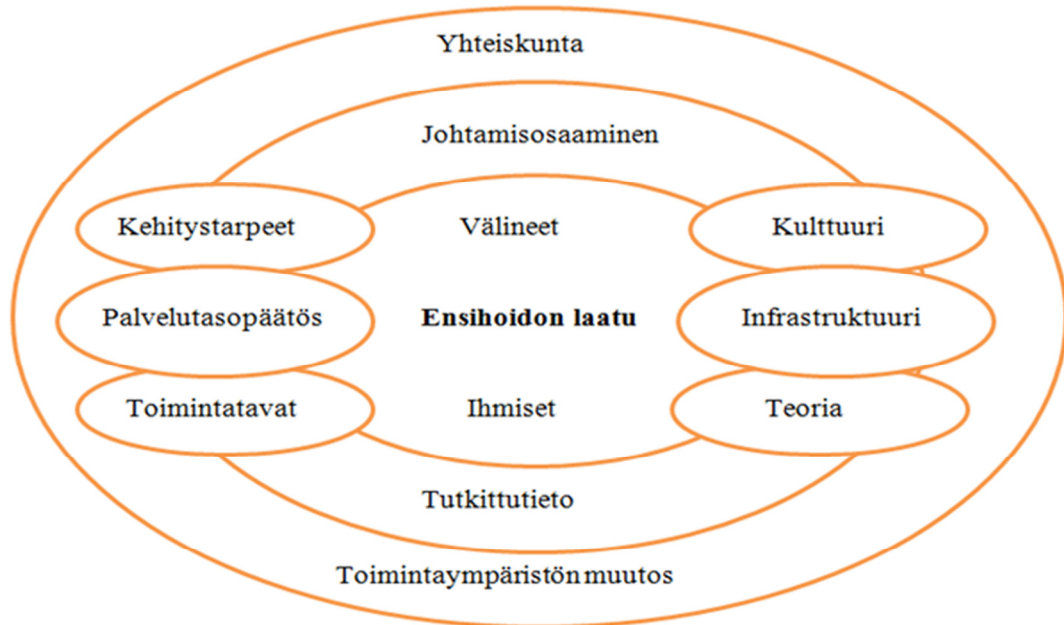 Yhteiskunta
Johtamisosaaminen
Kehitystarpeet Välineet Kulttuuri
Palvelutasopäätös Ensihoidon laatu Infrastruktuuri
Toimintatavat Ihmiset Teoria
Tutkittutieto
Toimintaympäristön muutos